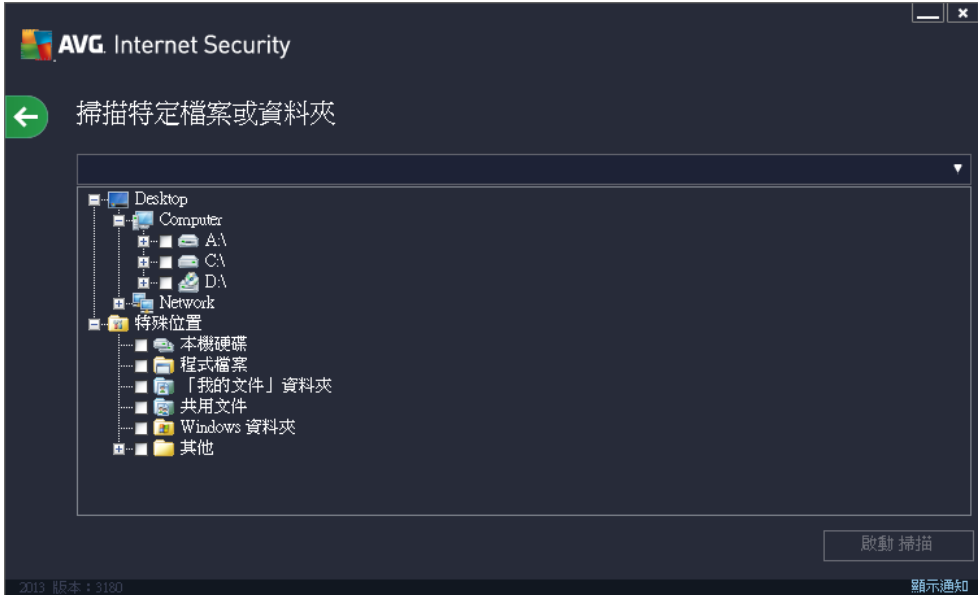 AVG. Internet Security
掃描特定檔案或資料夾
Desktop
Computer
A:\
C:\
D:\
Network
特殊位置
本機硬碟
程式檔案
「我的文件」資料夾
共用文件
Windows 資料夾
其他
啟動 掃描
2013 版本：3180
顯示通知